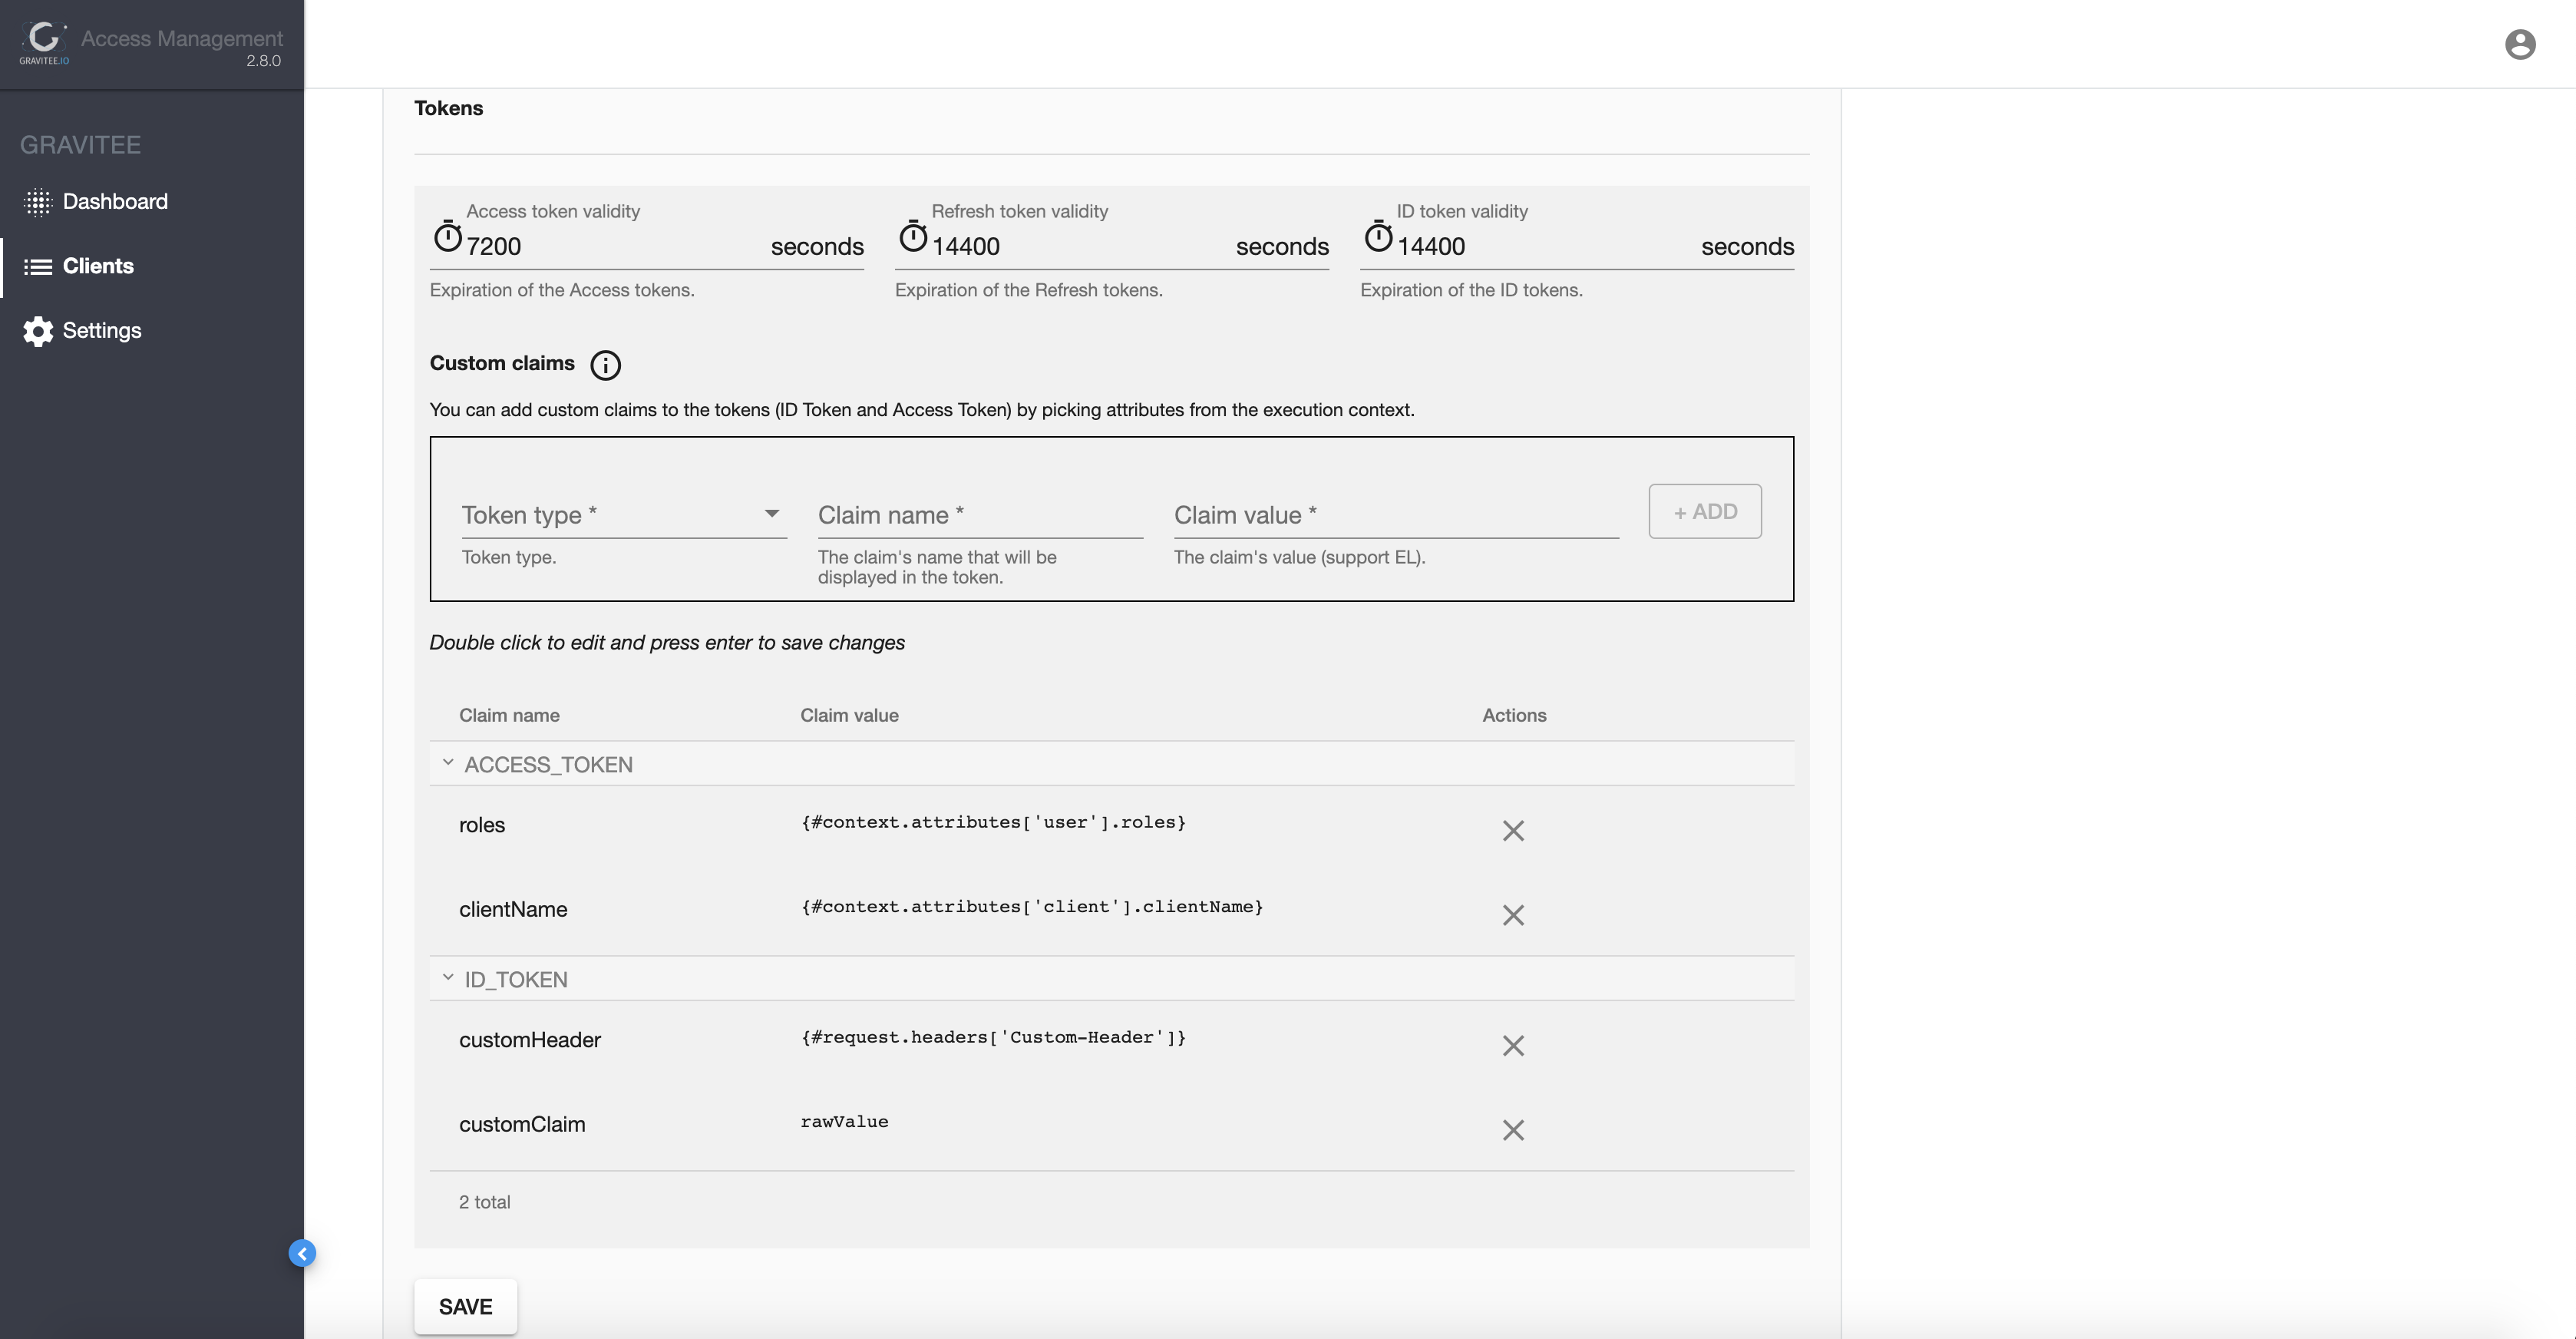 GRAVITEE.IO
Access Management
2.8.0
GRAVITEE
Dashboard
Clients
Settings
Tokens
Access token validity
7200 seconds
Expiration of the Access tokens.
Refresh token validity
14400 seconds
Expiration of the Refresh tokens.
ID token validity
14400 seconds
Expiration of the ID tokens.
Custom claims
You can add custom claims to the tokens (ID Token and Access Token) by picking attributes from the execution context.
Token type *
Token type.
Claim name *
The claim's name that will be
displayed in the token.
Claim value *
The claim's value (support EL).
+ ADD
Double click to edit and press enter to save changes
Claim name Claim value Actions
ACCESS_TOKEN
roles {#context.attributes['user'].roles}
clientName {#context.attributes['client'].clientName}
ID_TOKEN
customHeader {#request.headers['Custom-Header']}
customClaim rawValue
2 total
SAVE